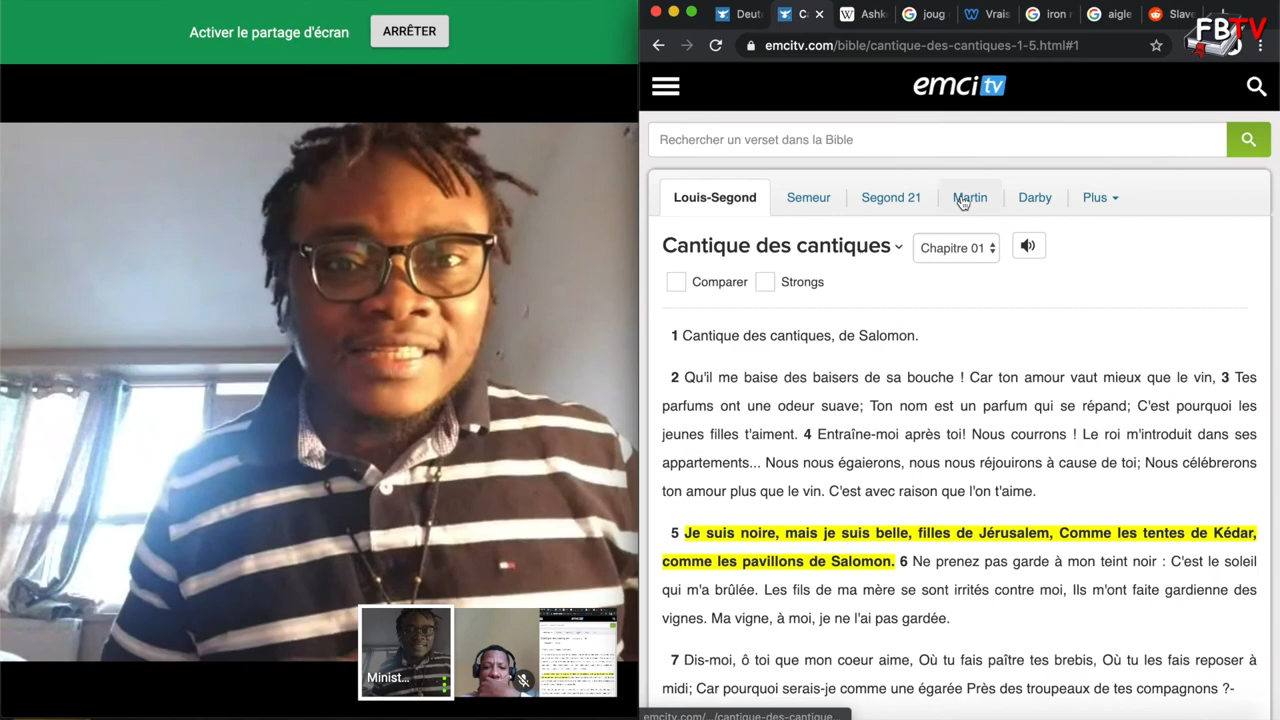 Activer le partage d'écran
ARRÊTER
Minist...
Deut
C
iron
FBTV
emcitv.com/bible/cantique-des-cantiques-1-5.html#1
emci tv
Rechercher un verset dans la Bible
Louis-Segond Semeur Segond 21 Martin Darby Plus
Cantique des cantiques Chapitre 01
Comparer Strongs
1 Cantique des cantiques, de Salomon.
2 Qu'il me baise des baisers de sa bouche ! Car ton amour vaut mieux que le vin, 3 Tes
parfums ont une odeur suave; Ton nom est un parfum qui se répand; C'est pourquoi les
jeunes filles t'aiment. 4 Entraîne-moi après toi! Nous courrons ! Le roi m'introduit dans ses
appartements... Nous nous égaierons, nous nous réjouirons à cause de toi; Nous célébrerons
ton amour plus que le vin. C'est avec raison que l'on t'aime.
5 Je suis noire, mais je suis belle, filles de Jérusalem, Comme les tentes de Kédar,
comme les pavillons de Salomon. 6 Ne prenez pas garde à mon teint noir : C'est le soleil
qui m'a brûlée. Les fils de ma mère se sont irrités contre moi, Ils m'ont faite gardienne des
vignes. Ma vigne, à moi, je ne l'ai pas gardée.
7 Dis-moi, ô toi que mon cœur aime, Où tu fais paître tes brebis, Où tu les fais reposer à
midi; Car pourquoi serais-je comme une égarée Près des troupeaux de tes compagnons ?-
emcitv.com/.../cantique-des-cantique...